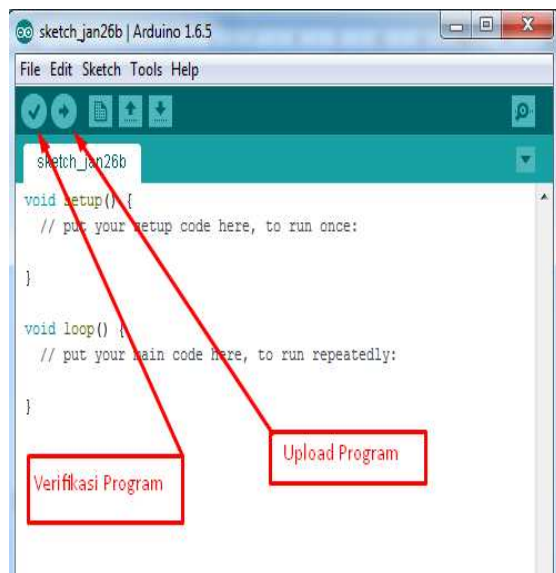 sketch_jan26b | Arduino 1.6.5
File Edit Sketch Tools Help
sketch_jan26b
void setup() {
// put your setup code here, to run once:
}
void loop() {
// put your main code here, to run repeatedly:
}
Upload Program
Verifikasi Program